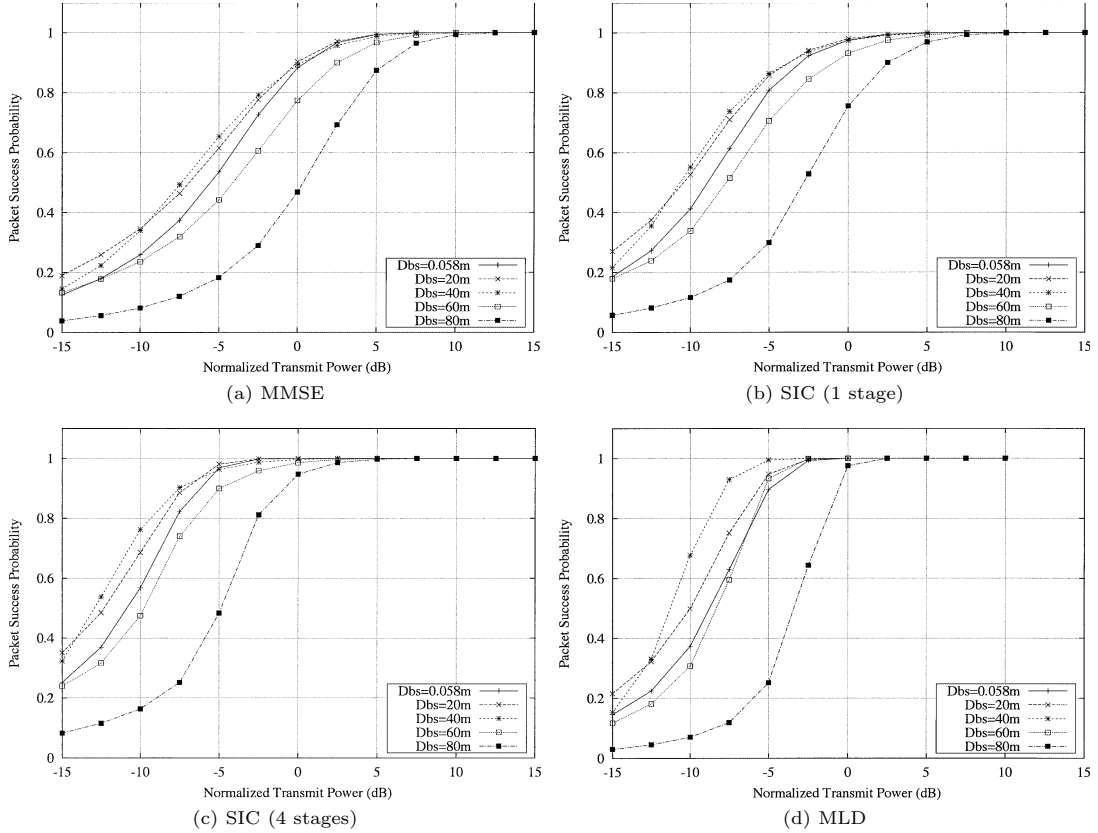 Packet Success Probability
1
0.8
0.6
0.4
0.2
0
-15 -10 -5 0 5 10 15
Normalized Transmit Power (dB)
Dbs=0.058m
Dbs=20m
Dbs=40m
Dbs=60m
Dbs=80m
(a) MMSE
Packet Success Probability
1
0.8
0.6
0.4
0.2
0
-15 -10 -5 0 5 10 15
Normalized Transmit Power (dB)
Dbs=0.058m
Dbs=20m
Dbs=40m
Dbs=60m
Dbs=80m
(b) SIC (1 stage)
Packet Success Probability
1
0.8
0.6
0.4
0.2
0
-15 -10 -5 0 5 10 15
Normalized Transmit Power (dB)
Dbs=0.058m
Dbs=20m
Dbs=40m
Dbs=60m
Dbs=80m
(c) SIC (4 stages)
Packet Success Probability
1
0.8
0.6
0.4
0.2
0
-15 -10 -5 0 5 10 15
Normalized Transmit Power (dB)
Dbs=0.058m
Dbs=20m
Dbs=40m
Dbs=60m
Dbs=80m
(d) MLD